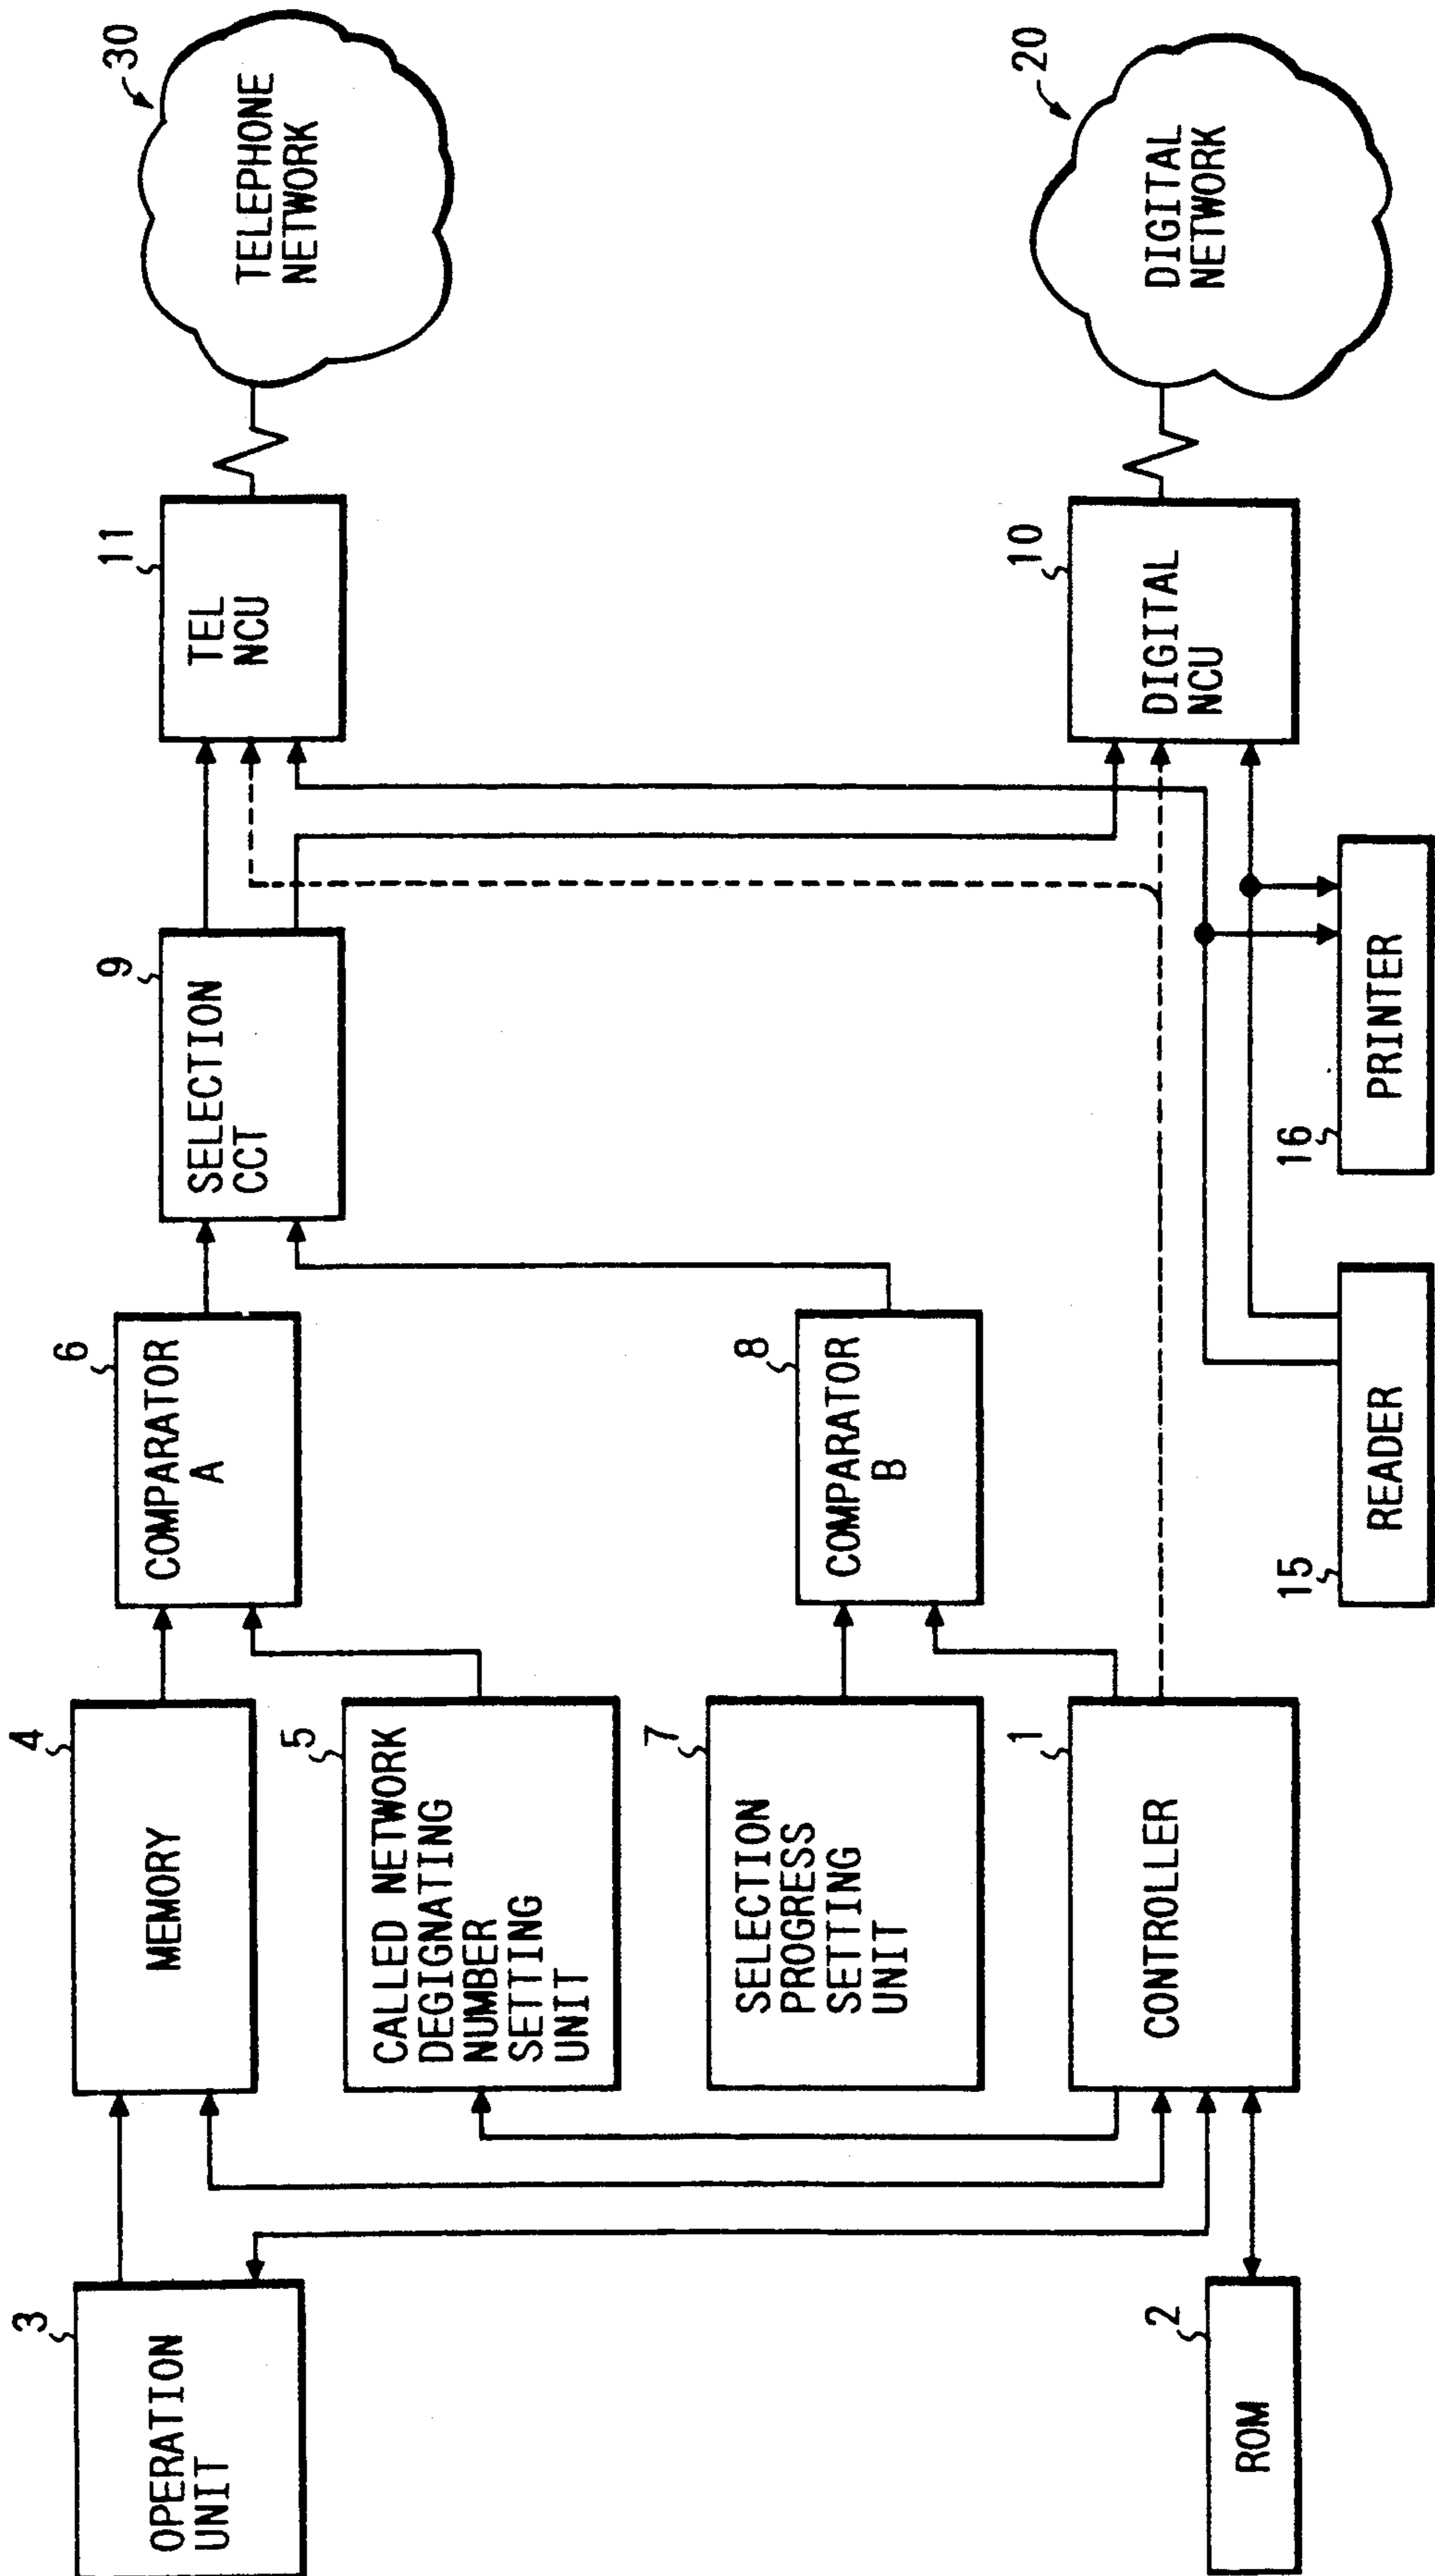 3
OPERATION
UNIT
4
MEMORY
6
COMPARATOR
A
9
SELECTION
CCT
11
TEL
NCU
30
TELEPHONE
NETWORK
5
CALLED NETWORK
DEGIGNATING
NUMBER
SETTING
UNIT
7
SELECTION
PROGRESS
SETTING
UNIT
8
COMPARATOR
B
2
ROM
1
CONTROLLER
10
DIGITAL
NCU
20
DIGITAL
NETWORK
15
READER
16
PRINTER